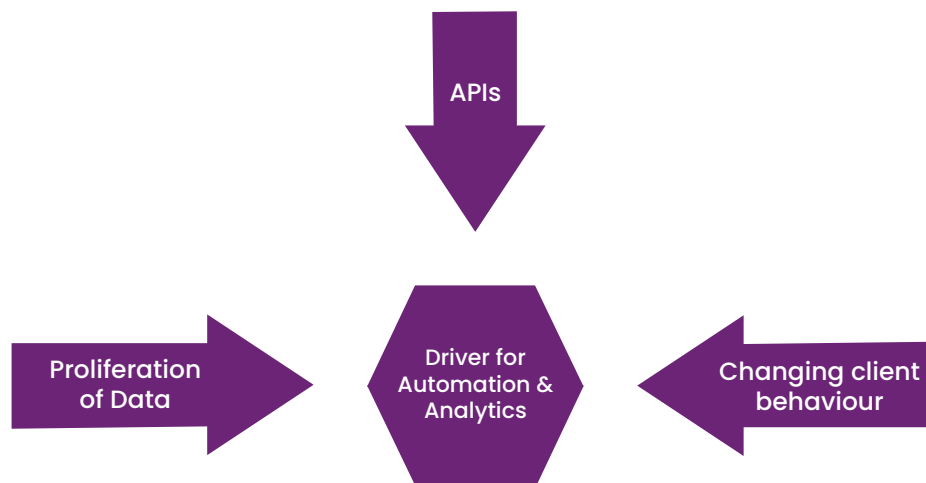 APIs
Proliferation
of Data
Driver for
Automation &
Analytics
Changing client
behaviour